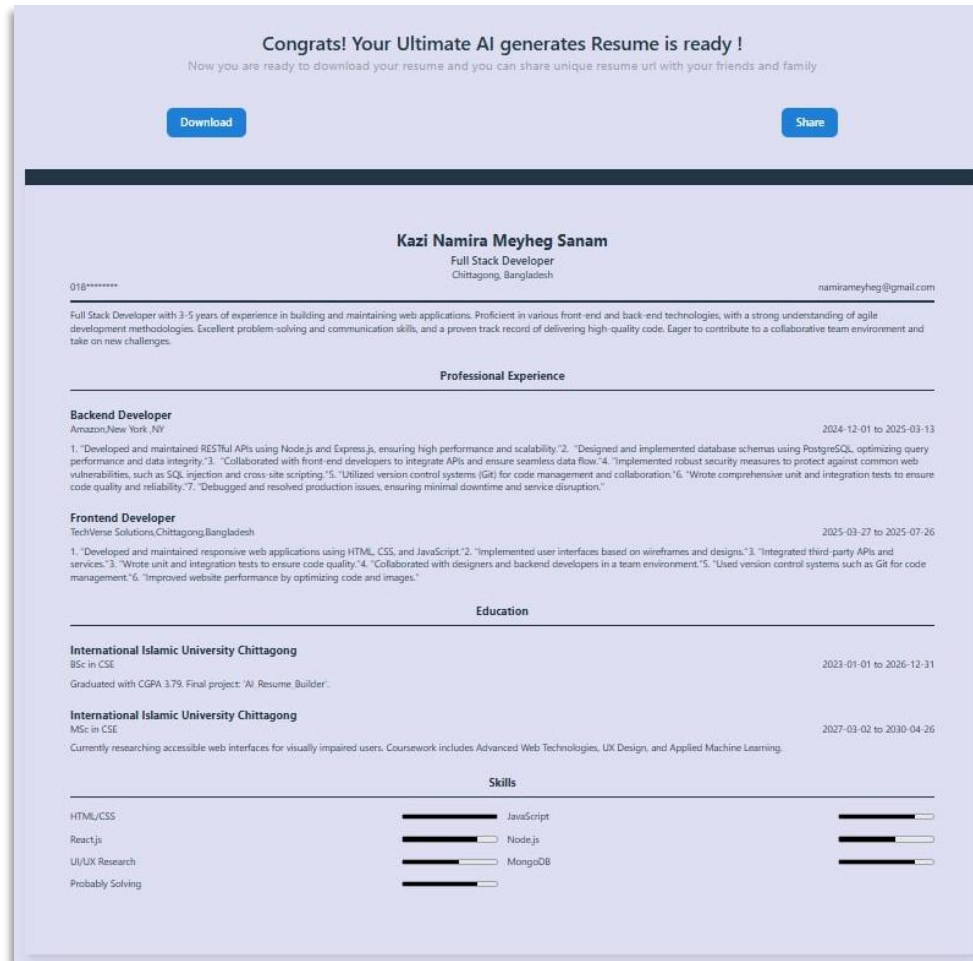 Congrats! Your Ultimate AI generates Resume is ready !
Now you are ready to download your resume and you can share unique resume url with your friends and family
Download
Share
Kazi Namira Meyheg Sanam
Full Stack Developer
Chittagong, Bangladesh
018********
namirameyheg@gmail.com
Full Stack Developer with 3-5 years of experience in building and maintaining web applications. Proficient in various front-end and back-end technologies, with a strong understanding of agile
development methodologies. Excellent problem-solving and communication skills, and a proven track record of delivering high-quality code. Eager to contribute to a collaborative team environment and
take on new challenges.
Professional Experience
Backend Developer
Amazon,New York ,NY
2024-12-01 to 2025-03-13
1. "Developed and maintained RESTful APIs using Node.js and Express.js, ensuring high performance and scalability."2. "Designed and implemented database schemas using PostgreSQL, optimizing query
performance and data integrity."3. "Collaborated with front-end developers to integrate APIs and ensure seamless data flow."4. "Implemented robust security measures to protect against common web
vulnerabilities, such as SQL injection and cross-site scripting."5. "Utilized version control systems (Git) for code management and collaboration."6. "Wrote comprehensive unit and integration tests to ensure
code quality and reliability."7. "Debugged and resolved production issues, ensuring minimal downtime and service disruption."
Frontend Developer
TechVerse Solutions,Chittagong,Bangladesh
2025-03-27 to 2025-07-26
1. "Developed and maintained responsive web applications using HTML, CSS, and JavaScript."2. "Implemented user interfaces based on wireframes and designs."3. "Integrated third-party APIs and
services."3. "Wrote unit and integration tests to ensure code quality."4. "Collaborated with designers and backend developers in a team environment."5. "Used version control systems such as Git for code
management."6. "Improved website performance by optimizing code and images."
Education
International Islamic University Chittagong
BSc in CSE
2023-01-01 to 2026-12-31
Graduated with CGPA 3.79. Final project: 'AI_Resume_Builder'.
International Islamic University Chittagong
MSc in CSE
2027-03-02 to 2030-04-26
Currently researching accessible web interfaces for visually impaired users. Coursework includes Advanced Web Technologies, UX Design, and Applied Machine Learning.
Skills
HTML/CSS
JavaScript
React.js
Node.js
UI/UX Research
MongoDB
Probably Solving